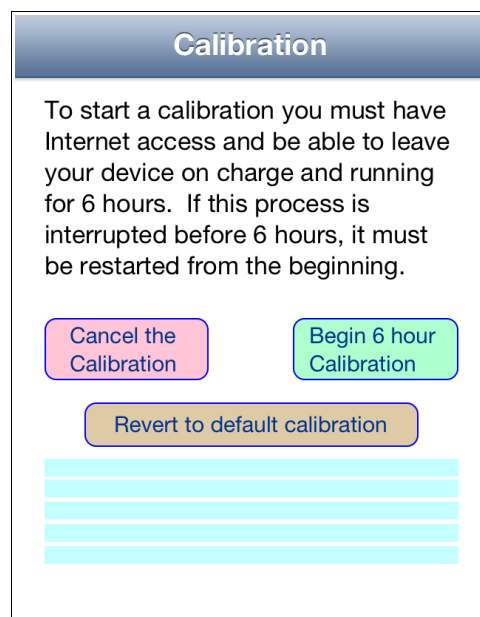 Calibration
To start a calibration you must have
Internet access and be able to leave
your device on charge and running
for 6 hours.  If this process is
interrupted before 6 hours, it must
be restarted from the beginning.
Cancel the
Calibration
Begin 6 hour
Calibration
Revert to default calibration